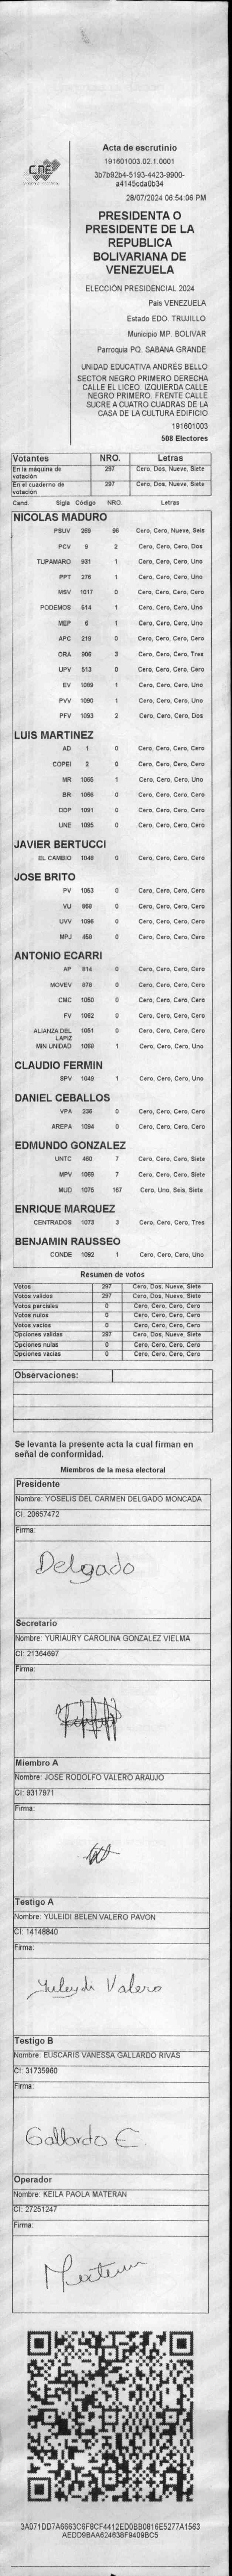 CNE
Acta de escrutinio
191601003.02.1.0001
3b7b92b4-5193-4423-9900-
a4145cda0b34
28/07/2024 06:54:06 PM
PRESIDENTA O
PRESIDENTE DE LA
REPUBLICA
BOLIVARIANA DE
VENEZUELA
ELECCIÓN PRESIDENCIAL 2024
Pais VENEZUELA
Estado EDO. TRUJILLO
Municipio MP. BOLIVAR
Parroquia PQ. SABANA GRANDE
UNIDAD EDUCATIVA ANDRÉS BELLO
SECTOR NEGRO PRIMERO DERECHA
CALLE EL LICEO. IZQUIERDA CALLE
NEGRO PRIMERO. FRENTE CALLE
SUCRE A CUATRO CUADRAS DE LA
CASA DE LA CULTURA EDIFICIO
191601003
508 Electores
Votantes NRO. Letras
En la máquina de votación 297 Cero, Dos, Nueve, Siete
En el cuaderno de votación 297 Cero, Dos, Nueve, Siete
Cand. Sigla Código NRO. Letras
NICOLAS MADURO
PSUV 269 96 Cero, Cero, Nueve, Seis
PCV 9 2 Cero, Cero, Cero, Dos
TUPAMARO 931 1 Cero, Cero, Cero, Uno
PPT 276 1 Cero, Cero, Cero, Uno
MSV 1017 0 Cero, Cero, Cero, Cero
PODEMOS 514 1 Cero, Cero, Cero, Uno
MEP 6 1 Cero, Cero, Cero, Uno
APC 219 0 Cero, Cero, Cero, Cero
ORA 906 3 Cero, Cero, Cero, Tres
UPV 513 0 Cero, Cero, Cero, Cero
EV 1089 1 Cero, Cero, Cero, Uno
PVV 1090 1 Cero, Cero, Cero, Uno
PFV 1093 2 Cero, Cero, Cero, Dos
LUIS MARTINEZ
AD 1 0 Cero, Cero, Cero, Cero
COPEI 2 0 Cero, Cero, Cero, Cero
MR 1065 1 Cero, Cero, Cero, Uno
BR 1086 0 Cero, Cero, Cero, Cero
DDP 1091 0 Cero, Cero, Cero, Cero
UNE 1095 0 Cero, Cero, Cero, Cero
JAVIER BERTUCCI
EL CAMBIO 1048 0 Cero, Cero, Cero, Cero
JOSE BRITO
PV 1053 0 Cero, Cero, Cero, Cero
VU 868 0 Cero, Cero, Cero, Cero
UVV 1096 0 Cero, Cero, Cero, Cero
MPJ 458 0 Cero, Cero, Cero, Cero
ANTONIO ECARRI
AP 814 0 Cero, Cero, Cero, Cero
MOVEV 878 0 Cero, Cero, Cero, Cero
CMC 1050 0 Cero, Cero, Cero, Cero
FV 1062 0 Cero, Cero, Cero, Cero
ALIANZA DEL LAPIZ 1051 0 Cero, Cero, Cero, Cero
MIN UNIDAD 1068 1 Cero, Cero, Cero, Uno
CLAUDIO FERMIN
SPV 1049 1 Cero, Cero, Cero, Uno
DANIEL CEBALLOS
VPA 236 0 Cero, Cero, Cero, Cero
AREPA 1094 0 Cero, Cero, Cero, Cero
EDMUNDO GONZALEZ
UNTC 460 7 Cero, Cero, Cero, Siete
MPV 1069 7 Cero, Cero, Cero, Siete
MUD 1075 167 Cero, Uno, Seis, Siete
ENRIQUE MARQUEZ
CENTRADOS 1073 3 Cero, Cero, Cero, Tres
BENJAMIN RAUSSEO
CONDE 1092 1 Cero, Cero, Cero, Uno
Resumen de votos
Votos 297 Cero, Dos, Nueve, Siete
Votos validos 297 Cero, Dos, Nueve, Siete
Votos parciales 0 Cero, Cero, Cero, Cero
Votos nulos 0 Cero, Cero, Cero, Cero
Votos vacios 0 Cero, Cero, Cero, Cero
Opciones validas 297 Cero, Dos, Nueve, Siete
Opciones nulas 0 Cero, Cero, Cero, Cero
Opciones vacias 0 Cero, Cero, Cero, Cero
Observaciones:
Se levanta la presente acta la cual firman en
señal de conformidad.
Miembros de la mesa electoral
Presidente
Nombre: YOSELIS DEL CARMEN DELGADO MONCADA
CI: 20657472
Firma:
Delgado
Secretario
Nombre: YURIAURY CAROLINA GONZALEZ VIELMA
CI: 21364697
Firma:
Miembro A
Nombre: JOSE RODOLFO VALERO ARAUJO
CI: 9317971
Firma:
Testigo A
Nombre: YULEIDI BELEN VALERO PAVON
CI: 14148840
Firma:
Yuleydi Valero
Testigo B
Nombre: EUSCARIS VANESSA GALLARDO RIVAS
CI: 31735960
Firma:
Gallardo E
Operador
Nombre: KEILA PAOLA MATERAN
CI: 27251247
Firma:
Materan
3A071DD7A6663C6F8CF4412ED0BB0816E5277A1563
AEDD9BAA624638F9409BC5